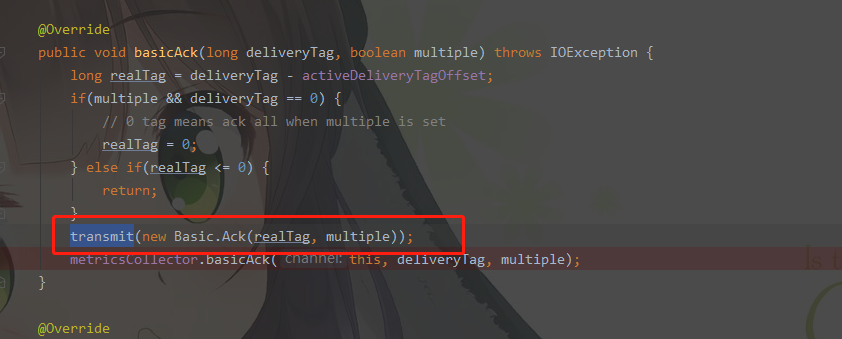 @Override
public void basicAck(long deliveryTag, boolean multiple) throws IOException {
long realTag = deliveryTag - activeDeliveryTagOffset;
if(multiple && deliveryTag == 0) {
// 0 tag means ack all when multiple is set
realTag = 0;
} else if(realTag <= 0) {
return;
}
transmit(new Basic.Ack(realTag, multiple));
metricsCollector.basicAck( channel: this, deliveryTag, multiple);
}
@Override